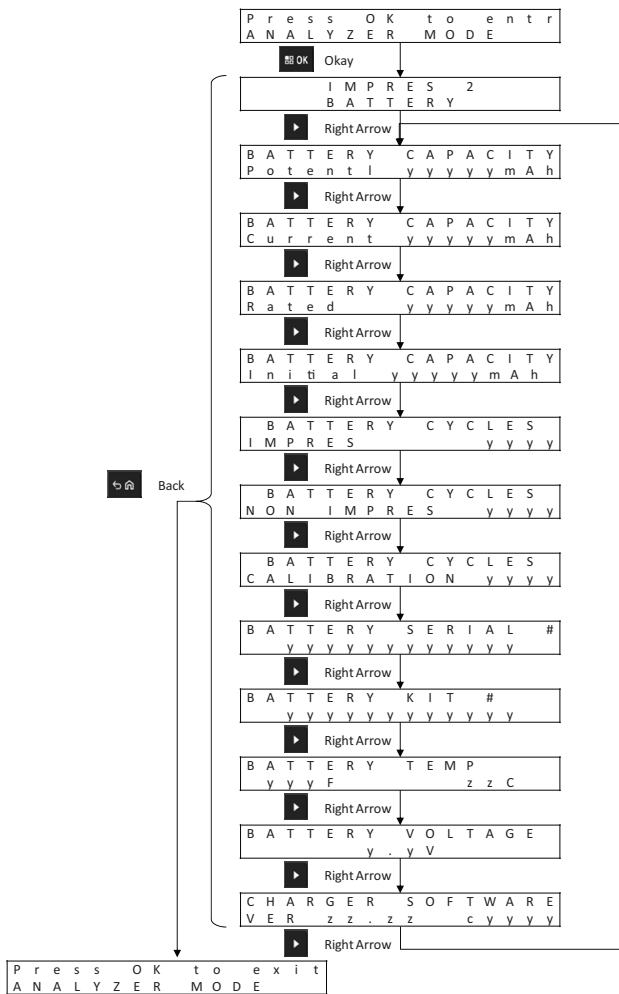 Press OK to entr
ANALYZER MODE
OK Okay
IMPRES 2
BATTERY
Right Arrow
BATTERY CAPACITY
Potentl yyyyymAh
Right Arrow
BATTERY CAPACITY
Current yyyyymAh
Right Arrow
BATTERY CAPACITY
Rated yyyyymAh
Right Arrow
BATTERY CAPACITY
Initial yyyyymAh
Right Arrow
BATTERY CYCLES
IMPRES yyyy
Right Arrow
Back
BATTERY CYCLES
NON IMPRES yyyy
Right Arrow
BATTERY CYCLES
CALIBRATION yyyy
Right Arrow
BATTERY SERIAL #
yyyyyyyyyyyy
Right Arrow
BATTERY KIT #
yyyyyyyyyyyy
Right Arrow
BATTERY TEMP
yyyF zzC
Right Arrow
BATTERY VOLTAGE
y.yV
Right Arrow
CHARGER SOFTWARE
VER zz.zz cyyyy
Right Arrow
Press OK to exit
ANALYZER MODE